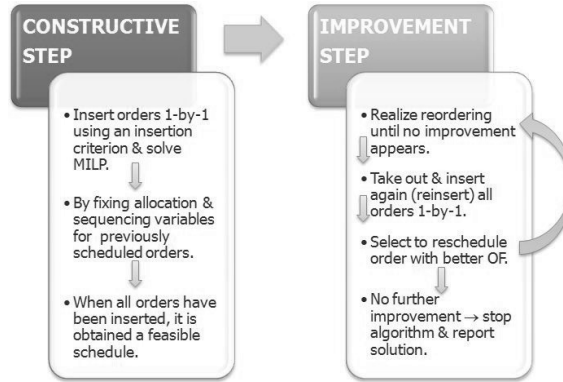 CONSTRUCTIVE
STEP
• Insert orders 1-by-1
using an insertion
criterion & solve
MILP.
• By fixing allocation &
sequencing variables
for previously
scheduled orders.
• When all orders have
been inserted, it is
obtained a feasible
schedule.
IMPROVEMENT
STEP
• Realize reordering
until no improvement
appears.
• Take out & insert
again (reinsert) all
orders 1-by-1.
• Select to reschedule
order with better OF.
• No further
improvement → stop
algorithm & report
solution.